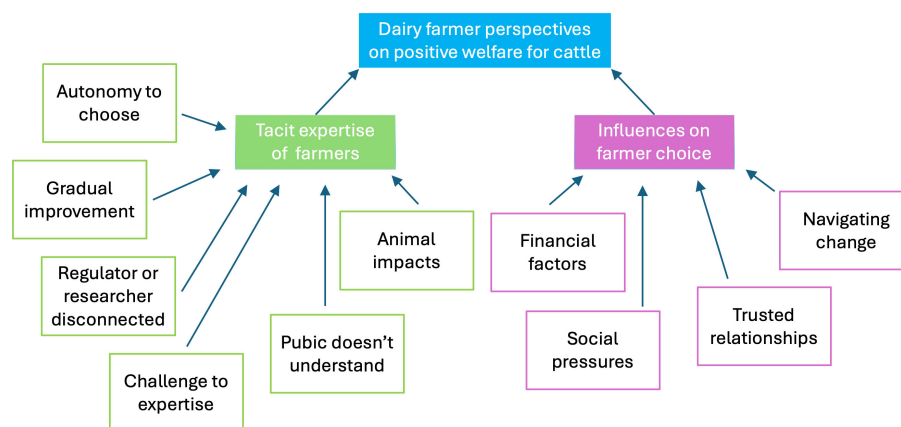 Dairy farmer perspectives
on positive welfare for cattle
Tacit expertise
of farmers
Influences on
farmer choice
Autonomy to
choose
Gradual
improvement
Regulator or
researcher
disconnected
Challenge to
expertise
Pubic doesn't
understand
Animal
impacts
Financial
factors
Social
pressures
Trusted
relationships
Navigating
change